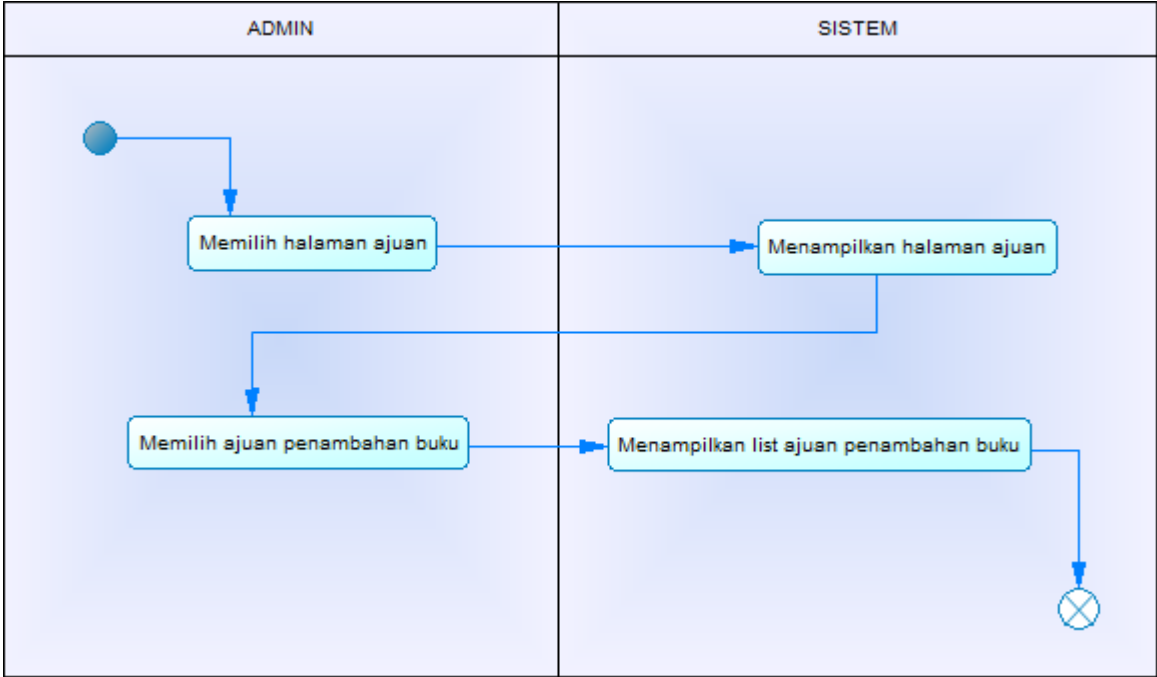 ADMIN
SISTEM
Memilih halaman ajuan
Menampilkan halaman ajuan
Memilih ajuan penambahan buku
Menampilkan list ajuan penambahan buku